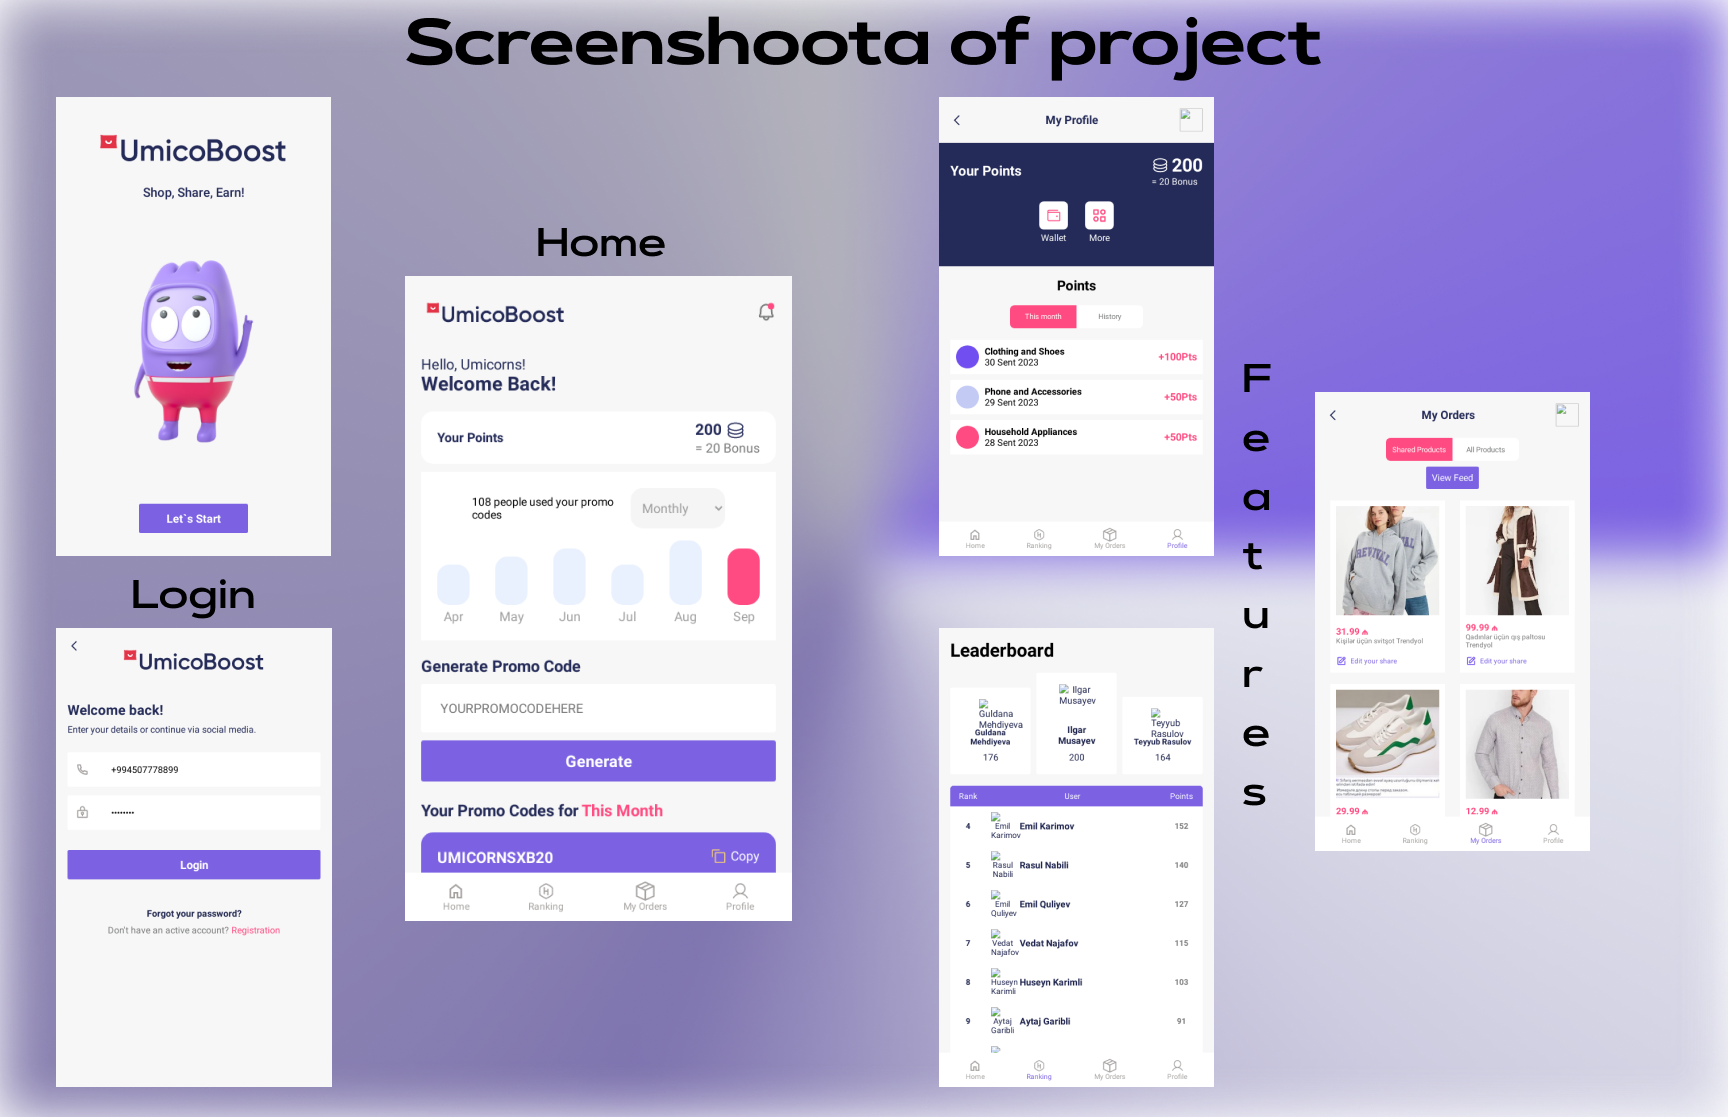 Screenshoota of project
UmicoBoost
Shop, Share, Earn!
Let`s Start
Login
UmicoBoost
Welcome back!
Enter your details or continue via social media.
+994507778899
••••••••
Login
Forgot your password?
Don't have an active account? Registration
Home
UmicoBoost
Hello, Umicorns!
Welcome Back!
Your Points
200
= 20 Bonus
108 people used your promo
codes
Monthly
Apr May Jun Jul Aug Sep
Generate Promo Code
YOURPROMOCODEHERE
Generate
Your Promo Codes for This Month
UMICORNSXB20
Copy
Home Ranking My Orders Profile
My Profile
Your Points
200
= 20 Bonus
Wallet More
Points
This month History
Clothing and Shoes
30 Sent 2023
+100Pts
Phone and Accessories
29 Sent 2023
+50Pts
Household Appliances
28 Sent 2023
+50Pts
Home Ranking My Orders Profile
Leaderboard
Guldana
Mehdiyeva
Guldana
Mehdiyeva
176
Ilgar
Musayev
Ilgar
Musayev
200
Teyyub
Rasulov
Teyyub Rasulov
164
Rank User Points
4 Emil
Karimov Emil Karimov 152
5 Rasul
Nabili Rasul Nabili 140
6 Emil
Quliyev Emil Quliyev 127
7 Vedat
Najafov Vedat Najafov 115
8 Huseyn
Karimli Huseyn Karimli 103
9 Aytaj
Garibli Aytaj Garibli 91
Home Ranking My Orders Profile
Features
My Orders
Shared Products All Products
View Feed
REVIVAL
31.99 ₼
Kişilər üçün svitşot Trendyol
Edit your share
99.99 ₼
Qadınlar üçün qış paltosu
Trendyol
Edit your share
29.99 ₼
12.99 ₼
Home Ranking My Orders Profile